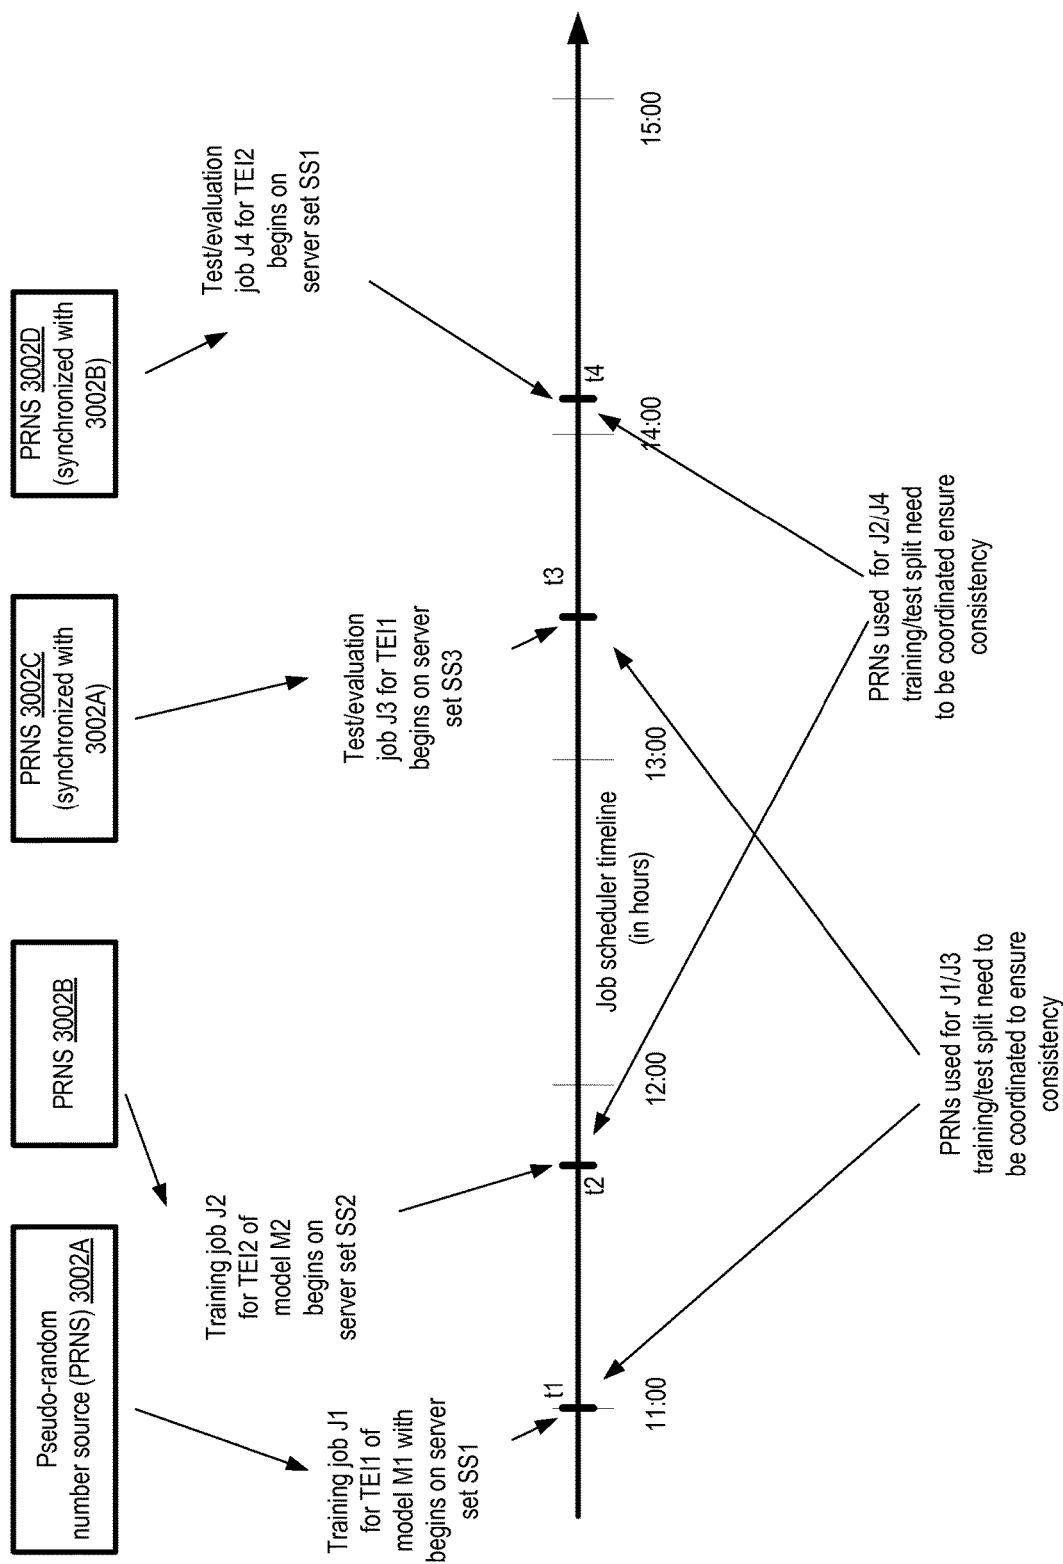 Pseudo-random
number source (PRNS) 3002A
PRNS 3002B
PRNS 3002C
(synchronized with
3002A)
PRNS 3002D
(synchronized with
3002B)
Training job J1
for TEI1 of
model M1 with
begins on server
set SS1
Training job J2
for TEI2 of
model M2
begins on
server set SS2
Test/evaluation
job J3 for TEI1
begins on server
set SS3
Test/evaluation
job J4 for TEI2
begins on
server set SS1
t1
t2
t3
t4
11:00
12:00
Job scheduler timeline
(in hours)
13:00
14:00
15:00
PRNs used for J1/J3
training/test split need to
be coordinated to ensure
consistency
PRNs used for J2/J4
training/test split need
to be coordinated ensure
consistency